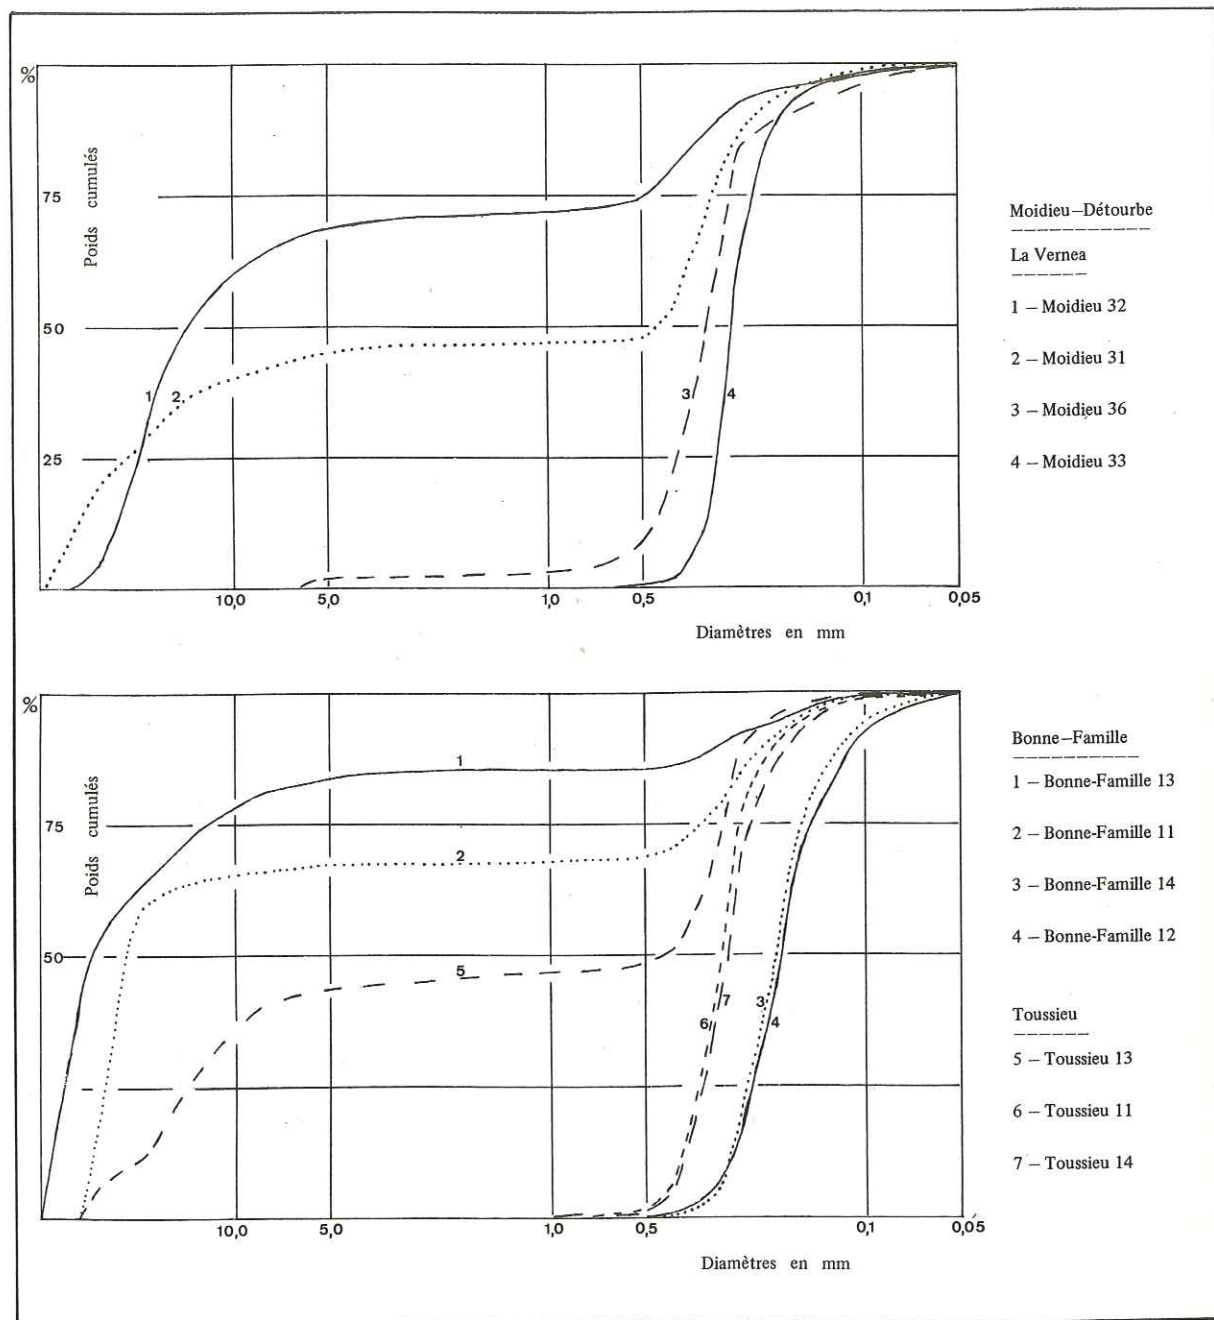 %
Poids cumulés
75
50
25
1
2
3
4
10,0
5,0
1,0
0,5
0,1
0,05
Diamètres en mm
Moidieu–Détourbe
La Vernea
1 – Moidieu 32
2 – Moidieu 31
3 – Moidieu 36
4 – Moidieu 33
%
Poids cumulés
75
50
1
2
5
6
7
3
4
10,0
5,0
1,0
0,5
0,1
0,05
Diamètres en mm
Bonne–Famille
1 – Bonne-Famille 13
2 – Bonne-Famille 11
3 – Bonne-Famille 14
4 – Bonne-Famille 12
Toussieu
5 – Toussieu 13
6 – Toussieu 11
7 – Toussieu 14